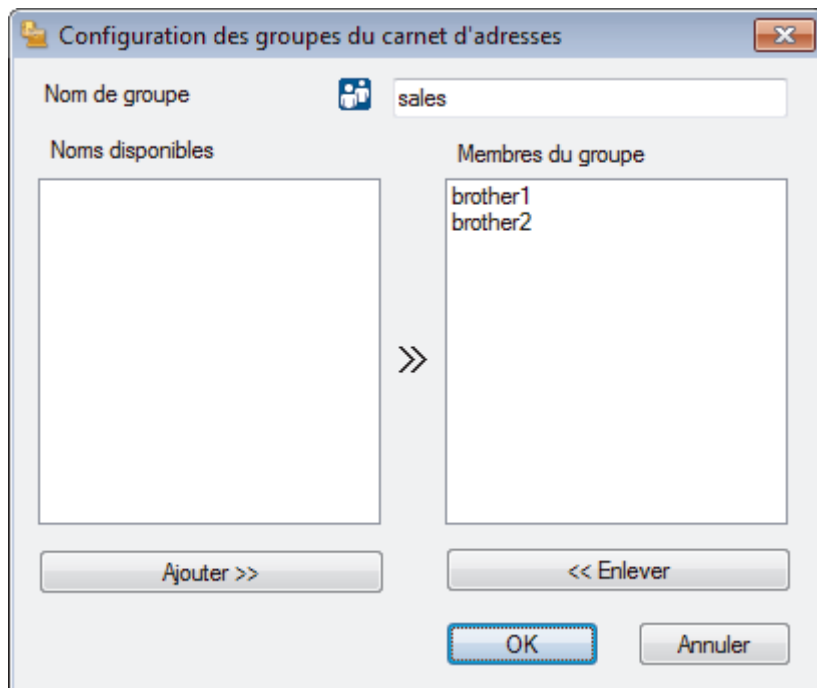 Configuration des groupes du carnet d'adresses
Nom de groupe
sales
Noms disponibles
Membres du groupe
brother1
brother2
Ajouter >>
<< Enlever
OK
Annuler